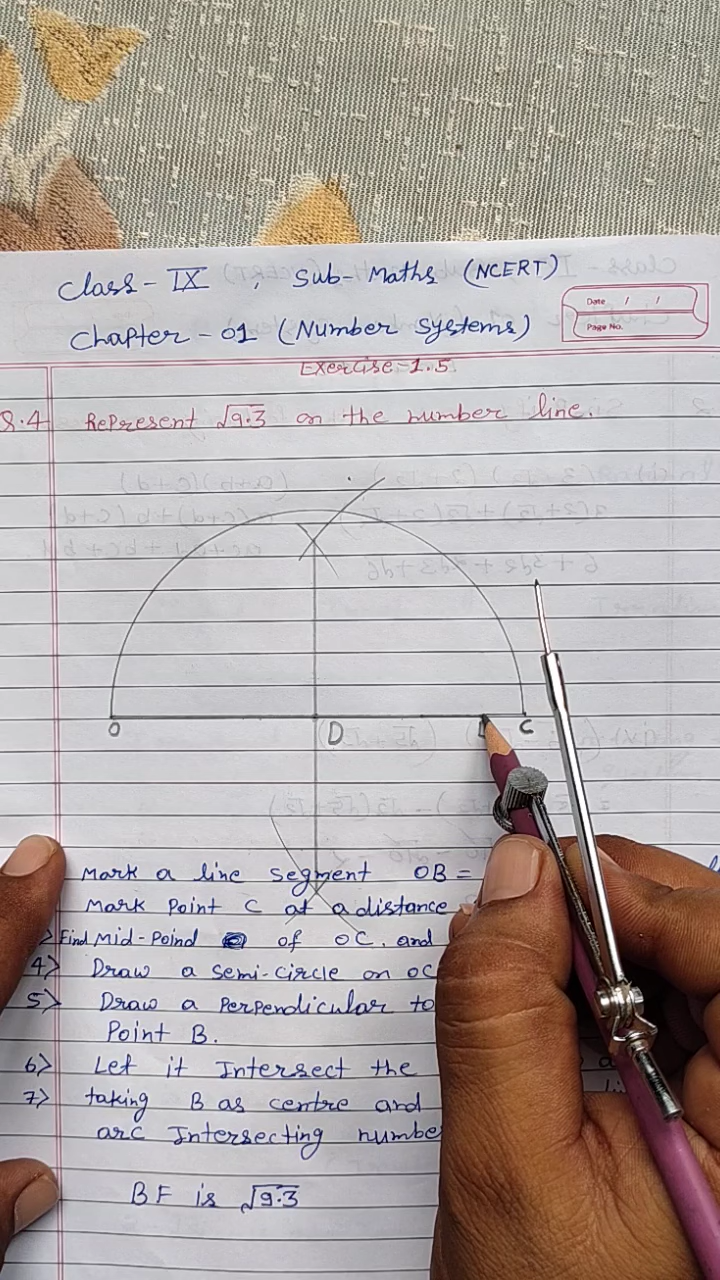 Class - IX , Sub - Maths (NCERT)
Chapter - 01 (Number Systems)
Date / /
Page No.
Exercise - 1.5
8.4 Represent √9.3 on the number line.
O D C
Mark a line segment OB =
Mark Point C at a distance
Find Mid-Poind of OC. and
4> Draw a semi-circle on OC
5> Draw a Perpendicular to
Point B.
6> Let it Intersect the
7> taking B as centre and
arc Intersecting numbe
BF is √9.3